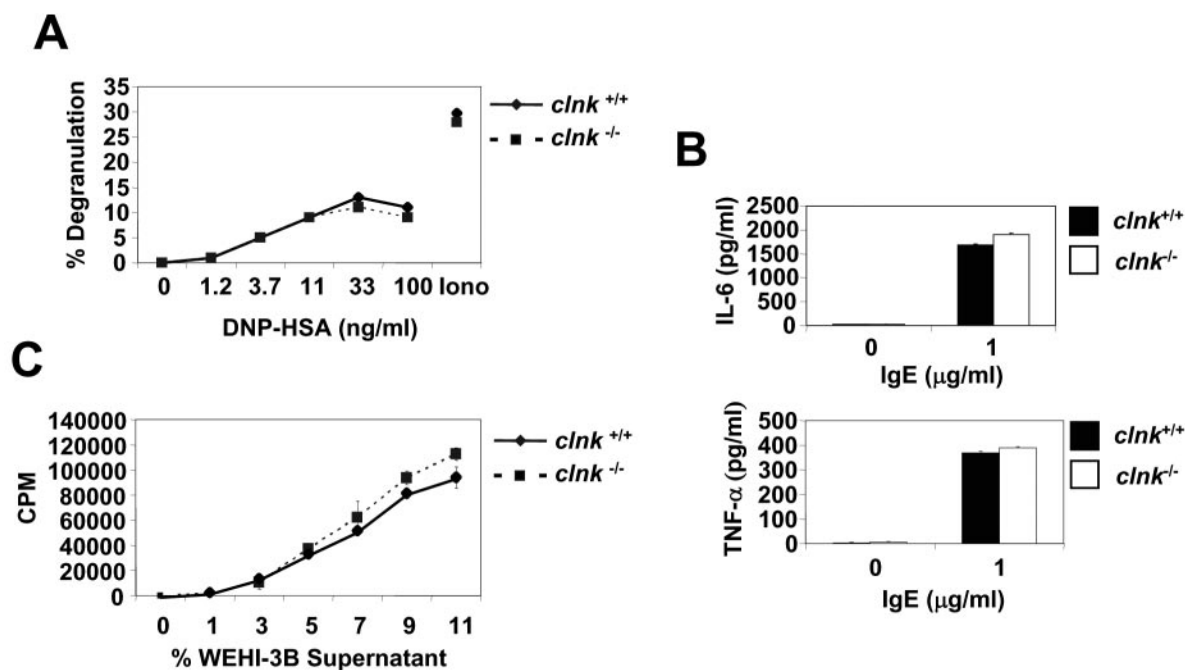 A
% Degranulation
35
30
25
20
15
10
5
0
0 1.2 3.7 11 33 100 Iono
DNP-HSA (ng/ml)
clnk +/+
clnk -/-
B
IL-6 (pg/ml)
2500
2000
1500
1000
500
0
0 1
IgE (μg/ml)
clnk+/+
clnk-/-
TNF-α (pg/ml)
500
400
300
200
100
0
0 1
IgE (μg/ml)
clnk+/+
clnk-/-
C
CPM
140000
120000
100000
80000
60000
40000
20000
0
0 1 3 5 7 9 11
% WEHI-3B Supernatant
clnk +/+
clnk -/-